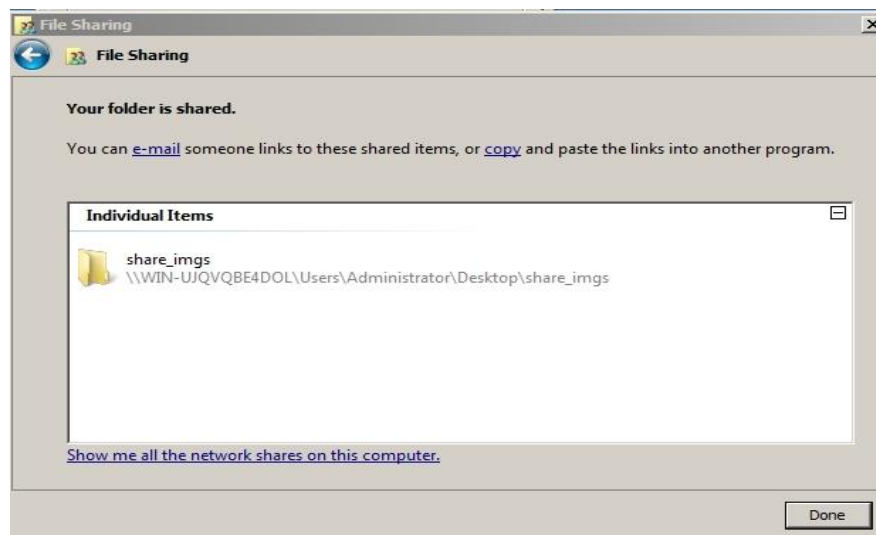 File Sharing
File Sharing
Your folder is shared.
You can e-mail someone links to these shared items, or copy and paste the links into another program.
Individual Items
share_imgs
\\WIN-UJQVQBE4DOL\Users\Administrator\Desktop\share_imgs
Show me all the network shares on this computer.
Done